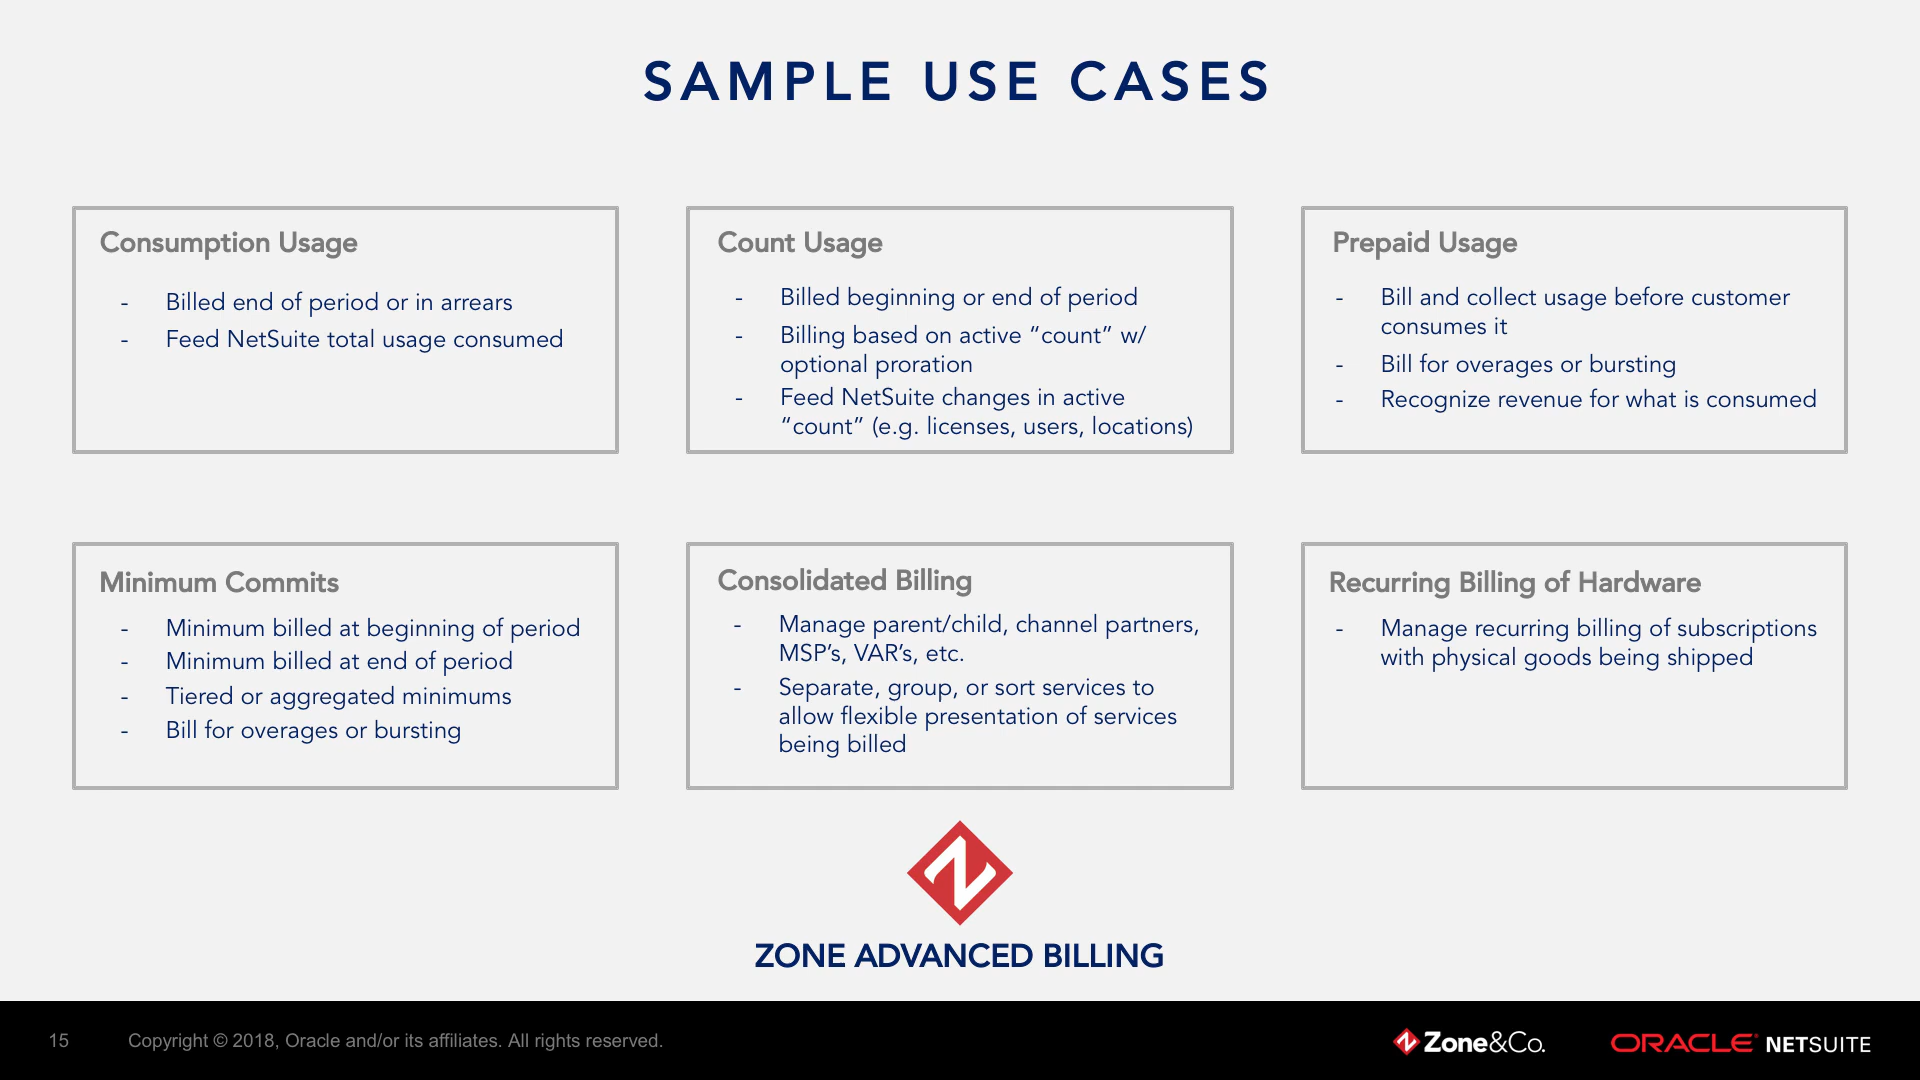 SAMPLE USE CASES
Consumption Usage
- Billed end of period or in arrears
- Feed NetSuite total usage consumed
Count Usage
- Billed beginning or end of period
- Billing based on active “count” w/
optional proration
- Feed NetSuite changes in active
“count” (e.g. licenses, users, locations)
Prepaid Usage
- Bill and collect usage before customer
consumes it
- Bill for overages or bursting
- Recognize revenue for what is consumed
Minimum Commits
- Minimum billed at beginning of period
- Minimum billed at end of period
- Tiered or aggregated minimums
- Bill for overages or bursting
Consolidated Billing
- Manage parent/child, channel partners,
MSP’s, VAR’s, etc.
- Separate, group, or sort services to
allow flexible presentation of services
being billed
Recurring Billing of Hardware
- Manage recurring billing of subscriptions
with physical goods being shipped
ZONE ADVANCED BILLING
15 Copyright © 2018, Oracle and/or its affiliates. All rights reserved.
Zone&Co.
ORACLE NETSUITE